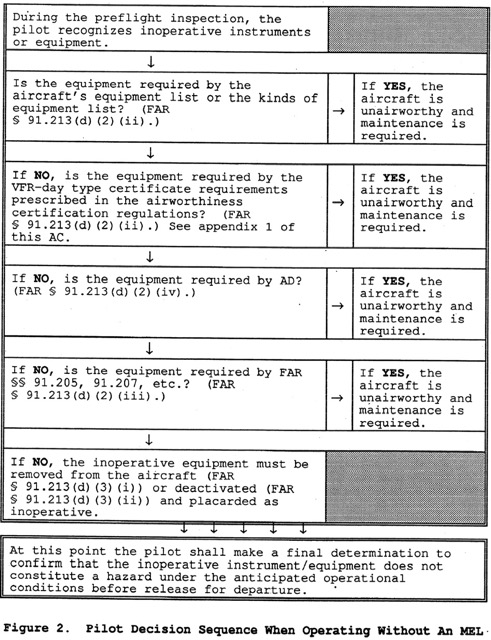 During the preflight inspection, the
pilot recognizes inoperative instruments
or equipment.
↓
Is the equipment required by the
aircraft's equipment list or the kinds of
equipment list? (FAR
§ 91.213(d)(2)(ii).)
→
If YES, the
aircraft is
unairworthy and
maintenance is
required.
↓
If NO, is the equipment required by the
VFR-day type certificate requirements
prescribed in the airworthiness
certification regulations? (FAR
§ 91.213(d)(2)(ii).) See appendix 1 of
this AC.
→
If YES, the
aircraft is
unairworthy and
maintenance is
required.
↓
If NO, is the equipment required by AD?
(FAR § 91.213(d)(2)(iv).)
→
If YES, the
aircraft is
unairworthy and
maintenance is
required.
↓
If NO, is the equipment required by FAR
§§ 91.205, 91.207, etc.? (FAR
§ 91.213(d)(2)(iii).)
→
If YES, the
aircraft is
unairworthy and
maintenance is
required.
↓
If NO, the inoperative equipment must be
removed from the aircraft (FAR
§ 91.213(d)(3)(i)) or deactivated (FAR
§ 91.213(d)(3)(ii)) and placarded as
inoperative.
↓ ↓ ↓ ↓ ↓
At this point the pilot shall make a final determination to
confirm that the inoperative instrument/equipment does not
constitute a hazard under the anticipated operational
conditions before release for departure.
Figure 2. Pilot Decision Sequence When Operating Without An MEL